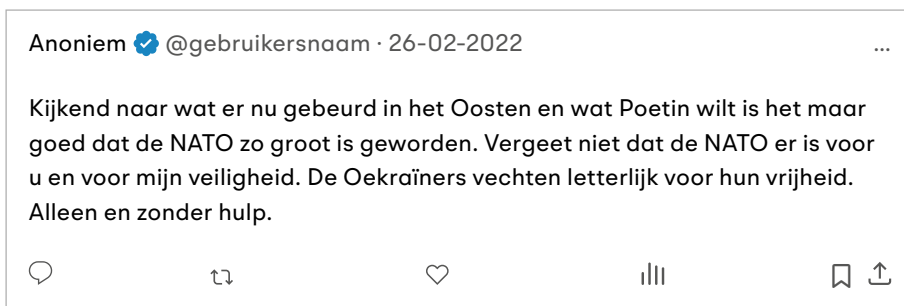 Anoniem @gebruikersnaam · 26-02-2022 ...
Kijkend naar wat er nu gebeurd in het Oosten en wat Poetin wilt is het maar
goed dat de NATO zo groot is geworden. Vergeet niet dat de NATO er is voor
u en voor mijn veiligheid. De Oekraïners vechten letterlijk voor hun vrijheid.
Alleen en zonder hulp.